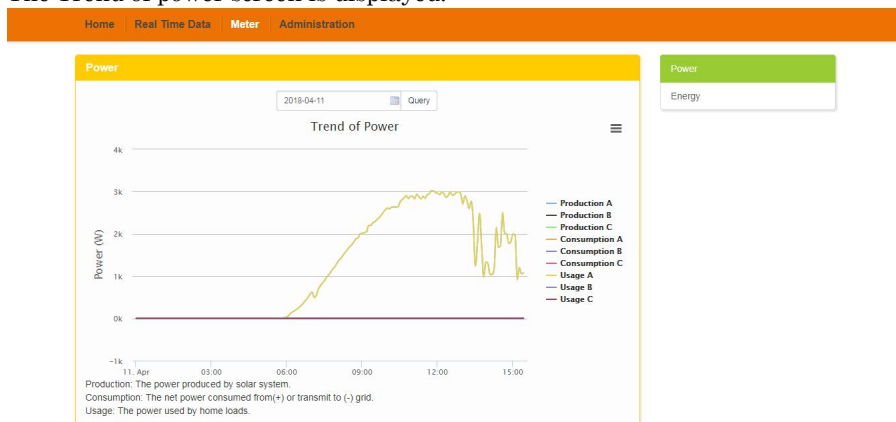 The Trend of power screen is displayed.
Home Real Time Data Meter Administration
Power
2018-04-11 Query
Trend of Power
4k
3k
2k
1k
0k
-1k
Power (W)
11. Apr 03:00 06:00 09:00 12:00 15:00
Production A
Production B
Production C
Consumption A
Consumption B
Consumption C
Usage A
Usage B
Usage C
Production: The power produced by solar system.
Consumption: The net power consumed from(+) or transmit to (-) grid.
Usage: The power used by home loads.
Power
Energy